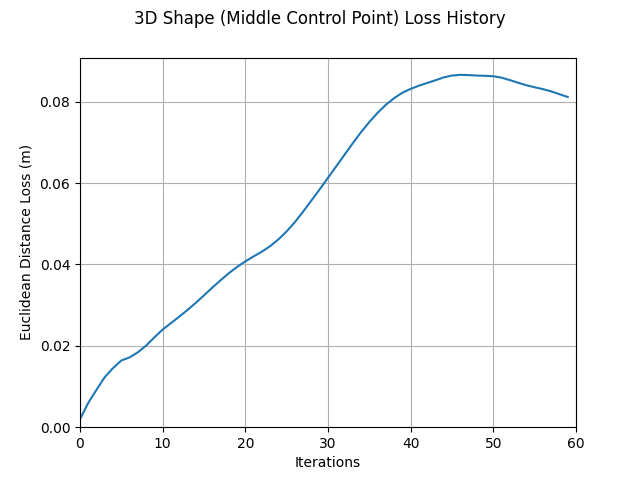 3D Shape (Middle Control Point) Loss History
Euclidean Distance Loss (m)
0.08
0.06
0.04
0.02
0.00
0 10 20 30 40 50 60
Iterations